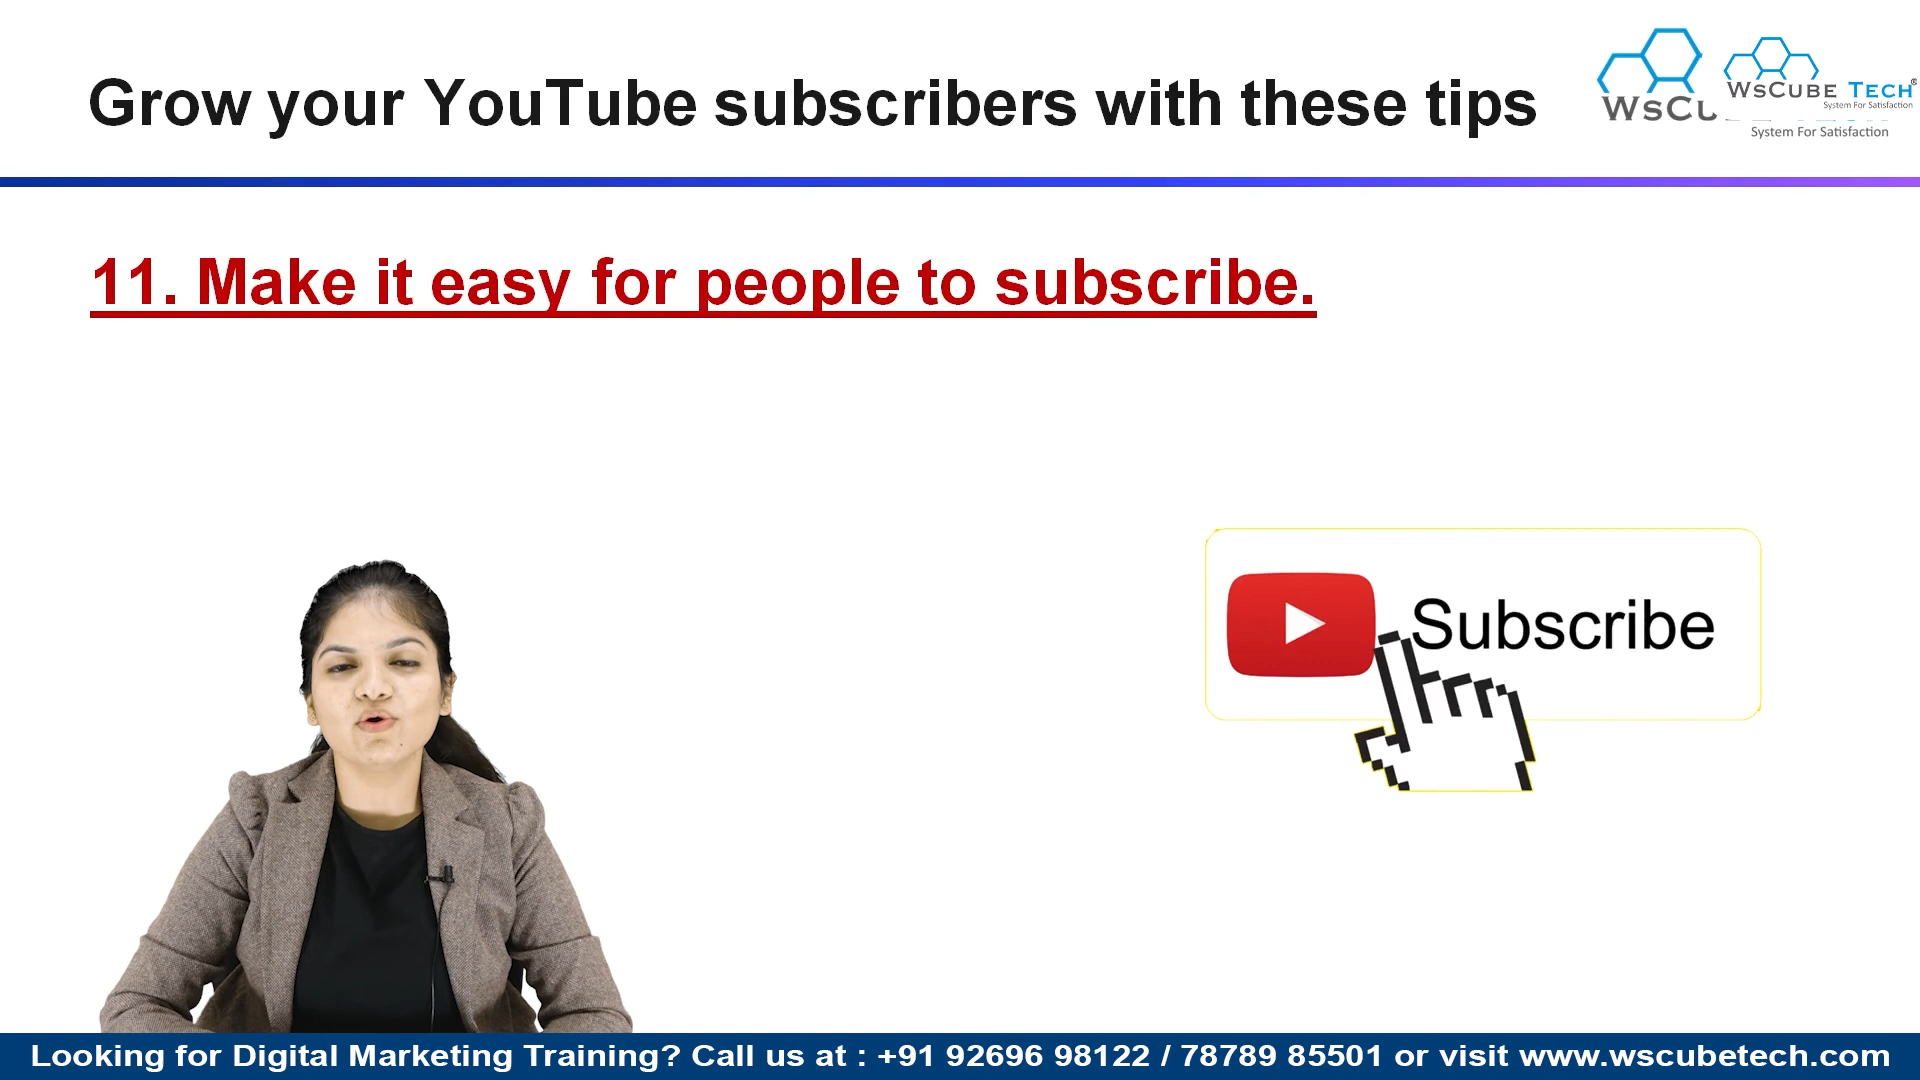 Grow your YouTube subscribers with these tips
WsCu
System For Satisfaction
WsCube Tech®
System For Satisfaction
11. Make it easy for people to subscribe.
Subscribe
Looking for Digital Marketing Training? Call us at : +91 92696 98122 / 78789 85501 or visit www.wscubetech.com